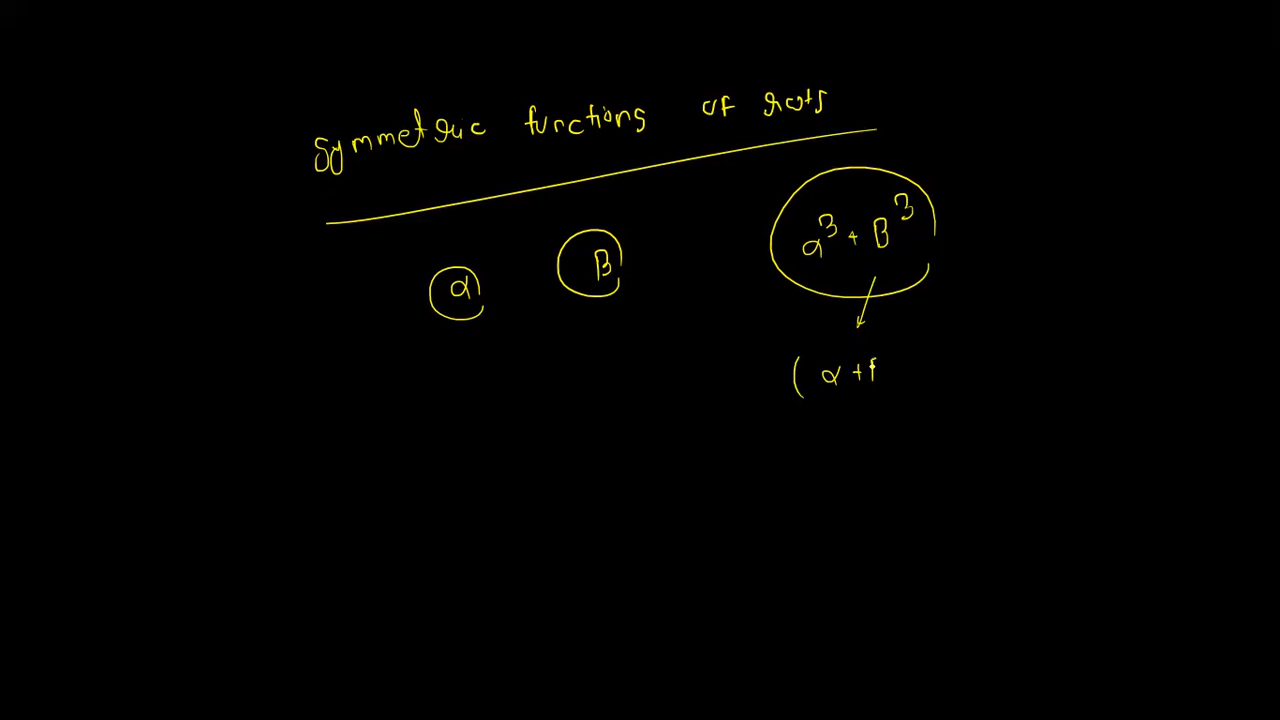 symmetric functions of roots
α β α³ + β³
( α +